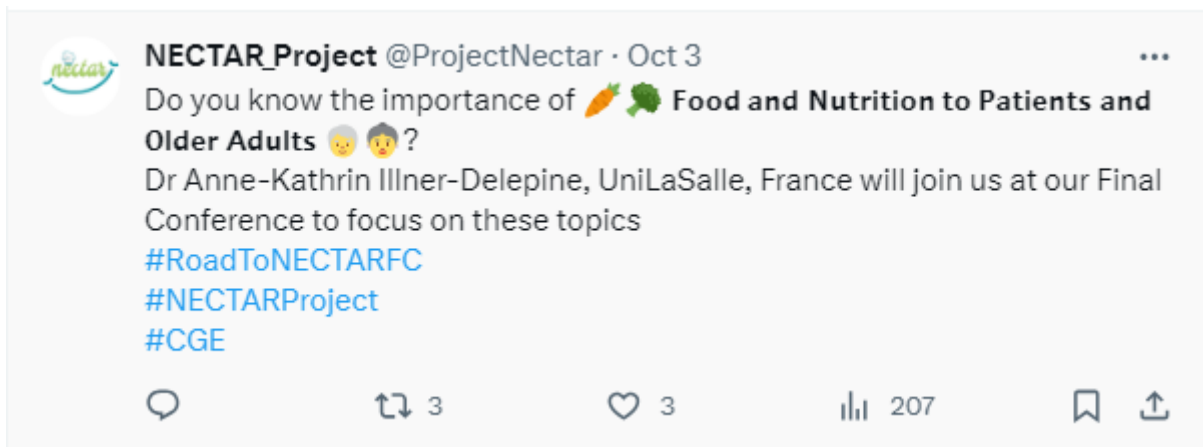 nectar
NECTAR_Project @ProjectNectar · Oct 3
Do you know the importance of 🥕🥦 Food and Nutrition to Patients and
Older Adults 🧓👵?
Dr Anne-Kathrin Illner-Delepine, UniLaSalle, France will join us at our Final
Conference to focus on these topics
#RoadToNECTARFC
#NECTARProject
#CGE
3 3 207